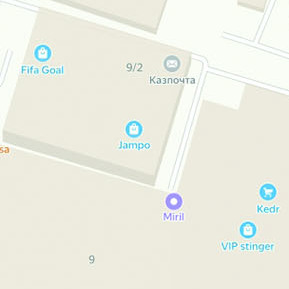 Fifa Goal
9/2
Казпочта
Jampo
sa
Miril
Kedr
VIP stinger
9